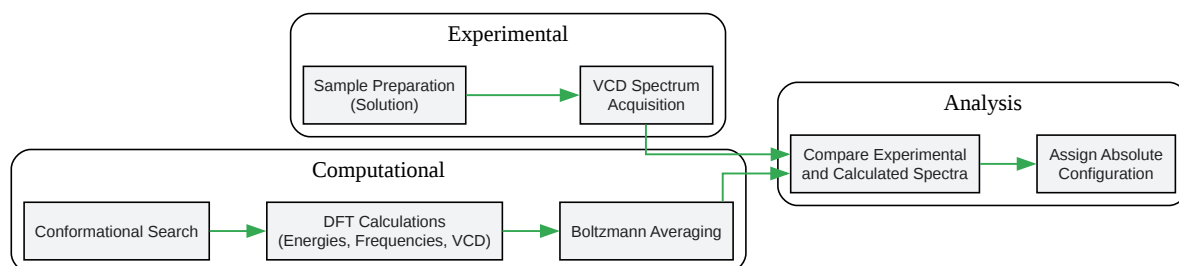 Experimental
Sample Preparation
(Solution)
VCD Spectrum
Acquisition
Computational
Conformational Search
DFT Calculations
(Energies, Frequencies, VCD)
Boltzmann Averaging
Analysis
Compare Experimental
and Calculated Spectra
Assign Absolute
Configuration